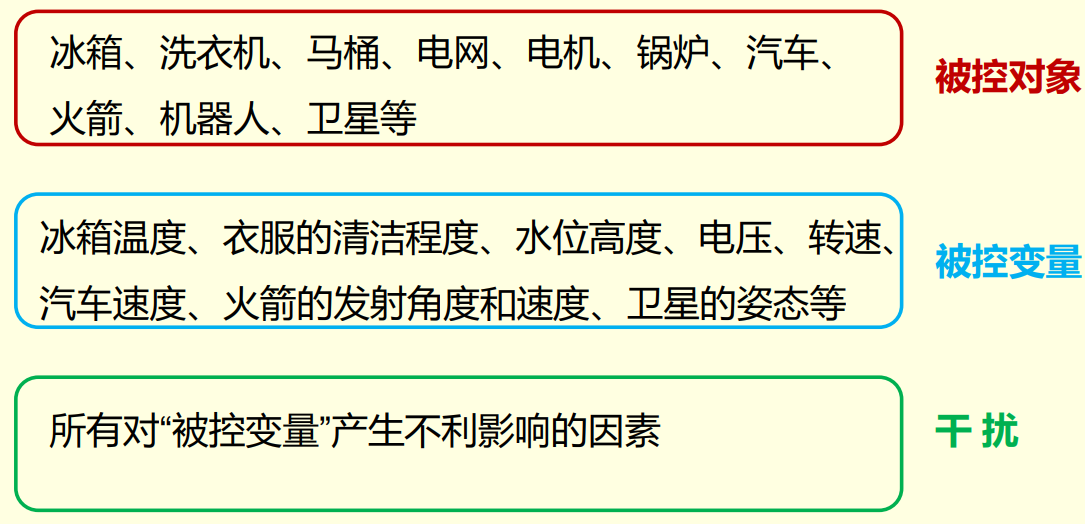 冰箱、洗衣机、马桶、电网、电机、锅炉、汽车、
火箭、机器人、卫星等
被控对象
冰箱温度、衣服的清洁程度、水位高度、电压、转速、
汽车速度、火箭的发射角度和速度、卫星的姿态等
被控变量
所有对“被控变量”产生不利影响的因素
干 扰